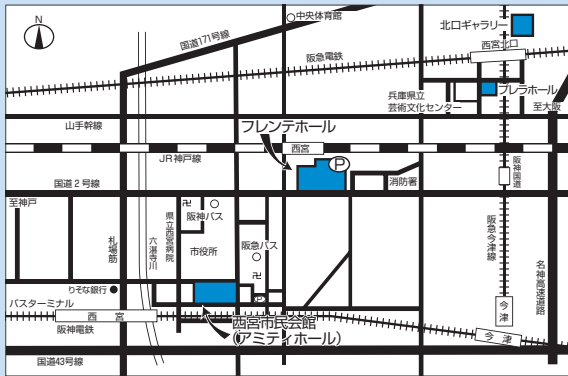 N
中央体育館
北口ギャラリー
国道171号線
西宮北口
阪急電鉄
兵庫県立
芸術文化センター
プレラホール
至大阪
山手幹線
フレンテホール
西宮
P
JR神戸線
阪神国道
国道2号線
消防署
至神戸
札場筋
六湛寺川
県立西宮病院
卍
阪神バス
市役所
阪急バス
卍
卍
阪急今津線
名神高速道路
りそな銀行
バスターミナル
西宮
阪神電鉄
西宮市民会館
(アミティホール)
今津
今津
国道43号線